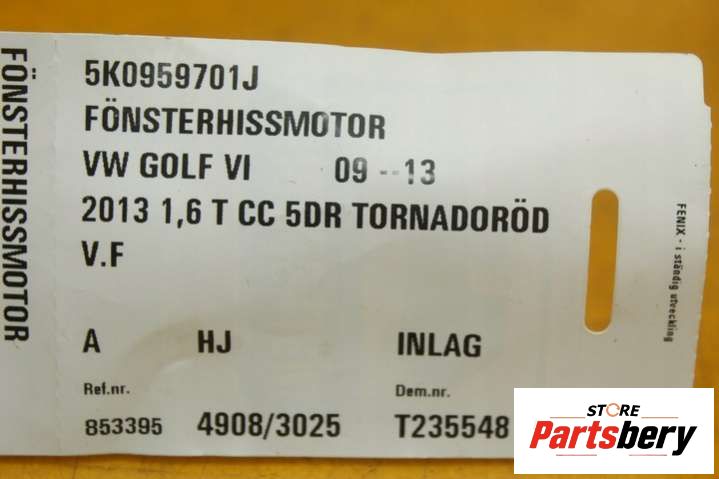 FÖNSTERHISSMOTOR
5K0959701J
FÖNSTERHISSMOTOR
VW GOLF VI 09 -- 13
2013 1,6 T CC 5DR TORNADORÖD
V.F
A HJ INLAG
Ref.nr. Dem.nr.
853395 4908/3025 T235548
FENIX - i ständig utveckling
STORE
Partsbery